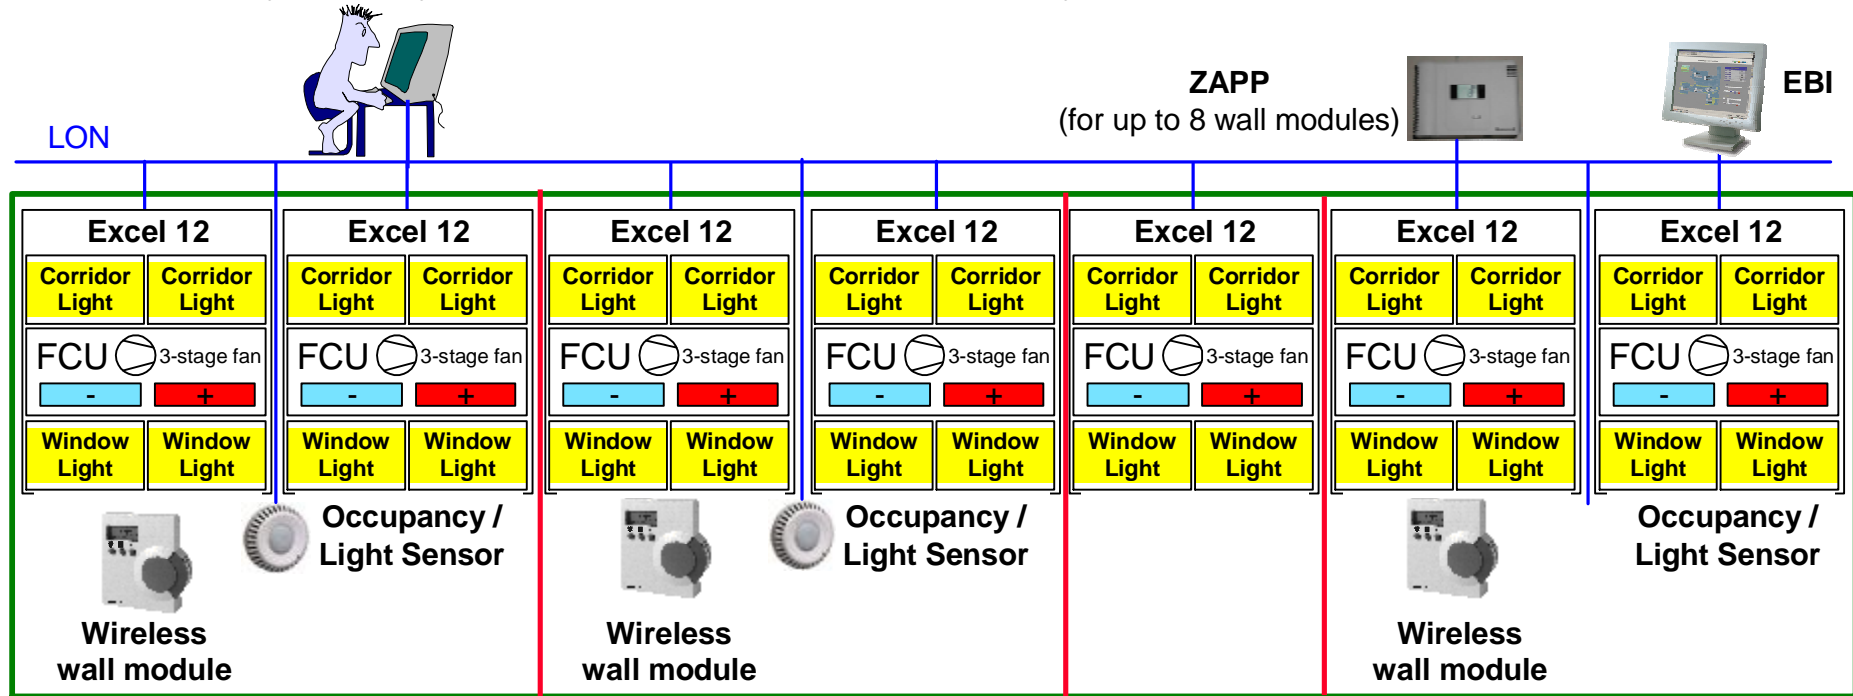 ZAPP
(for up to 8 wall modules)
EBI
LON
Excel 12
Excel 12
Excel 12
Excel 12
Excel 12
Excel 12
Excel 12
Corridor Light
Corridor Light
Corridor Light
Corridor Light
Corridor Light
Corridor Light
Corridor Light
Corridor Light
Corridor Light
Corridor Light
Corridor Light
Corridor Light
Corridor Light
Corridor Light
FCU 3-stage fan
FCU 3-stage fan
FCU 3-stage fan
FCU 3-stage fan
FCU 3-stage fan
FCU 3-stage fan
FCU 3-stage fan
- +
- +
- +
- +
- +
- +
- +
Window Light
Window Light
Window Light
Window Light
Window Light
Window Light
Window Light
Window Light
Window Light
Window Light
Window Light
Window Light
Window Light
Window Light
Occupancy /
Light Sensor
Occupancy /
Light Sensor
Occupancy /
Light Sensor
Wireless
wall module
Wireless
wall module
Wireless
wall module